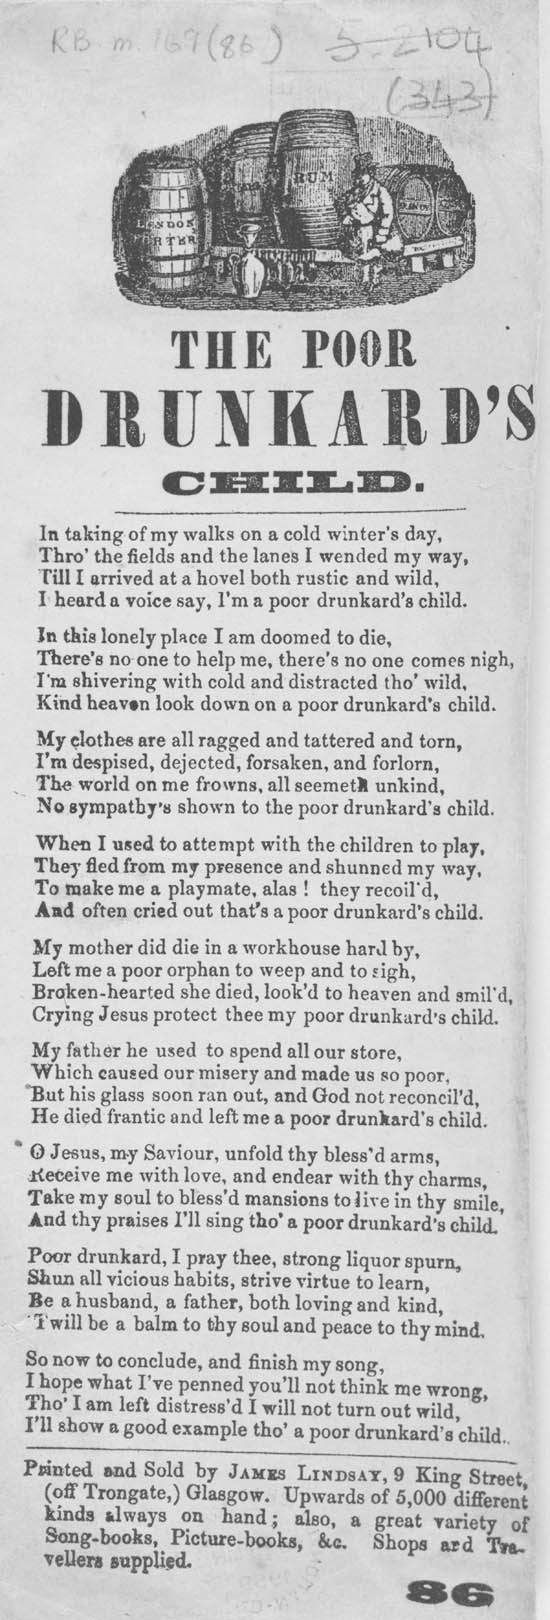 RB. m. 169(86) 5. 2104
(343)
LONDON
PORTER
RUM
THE POOR
DRUNKARD'S
CHILD.
In taking of my walks on a cold winter's day,
Thro' the fields and the lanes I wended my way,
Till I arrived at a hovel both rustic and wild,
I heard a voice say, I'm a poor drunkard's child.
In this lonely place I am doomed to die,
There's no one to help me, there's no one comes nigh,
I'm shivering with cold and distracted tho' wild,
Kind heaven look down on a poor drunkard's child.
My clothes are all ragged and tattered and torn,
I'm despised, dejected, forsaken, and forlorn,
The world on me frowns, all seemeth unkind,
No sympathy's shown to the poor drunkard's child.
When I used to attempt with the children to play,
They fled from my presence and shunned my way,
To make me a playmate, alas ! they recoil'd,
And often cried out that's a poor drunkard's child.
My mother did die in a workhouse hard by,
Left me a poor orphan to weep and to sigh,
Broken-hearted she died, look'd to heaven and smil'd,
Crying Jesus protect thee my poor drunkard's child.
My father he used to spend all our store,
Which caused our misery and made us so poor,
But his glass soon ran out, and God not reconcil'd,
He died frantic and left me a poor drunkard's child.
O Jesus, my Saviour, unfold thy bless'd arms,
Receive me with love, and endear with thy charms,
Take my soul to bless'd mansions to live in thy smile,
And thy praises I'll sing tho' a poor drunkard's child.
Poor drunkard, I pray thee, strong liquor spurn,
Shun all vicious habits, strive virtue to learn,
Be a husband, a father, both loving and kind,
'Twill be a balm to thy soul and peace to thy mind.
So now to conclude, and finish my song,
I hope what I've penned you'll not think me wrong,
Tho' I am left distress'd I will not turn out wild,
I'll show a good example tho' a poor drunkard's child.
Printed and Sold by JAMES LINDSAY, 9 King Street,
(off Trongate,) Glasgow. Upwards of 5,000 different
kinds always on hand; also, a great variety of
Song-books, Picture-books, &c. Shops ard Tra-
vellers supplied.
86